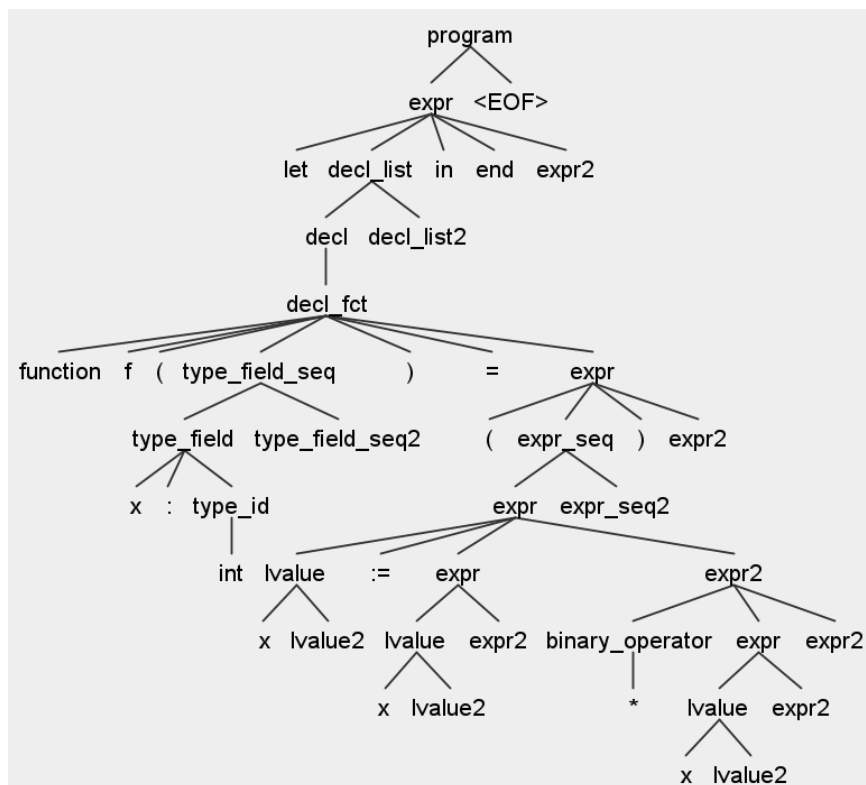 program
expr <EOF>
let decl_list in end expr2
decl decl_list2
decl_fct
function f ( type_field_seq ) = expr
type_field type_field_seq2 ( expr_seq ) expr2
x : type_id expr expr_seq2
int lvalue := expr expr2
x lvalue2 lvalue expr2 binary_operator expr expr2
x lvalue2 * lvalue expr2
x lvalue2